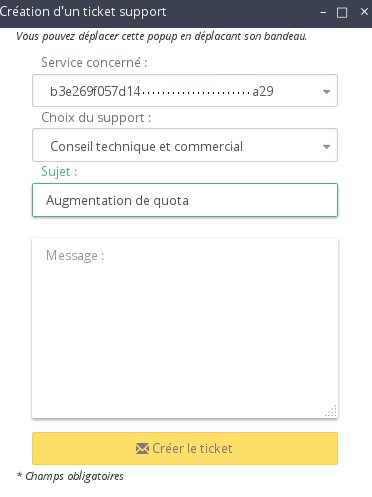 Création d'un ticket support
Vous pouvez déplacer cette popup en déplacant son bandeau.
Service concerné :
b3e269f057d14......................a29
Choix du support :
Conseil technique et commercial
Sujet :
Augmentation de quota
Message :
Créer le ticket
* Champs obligatoires